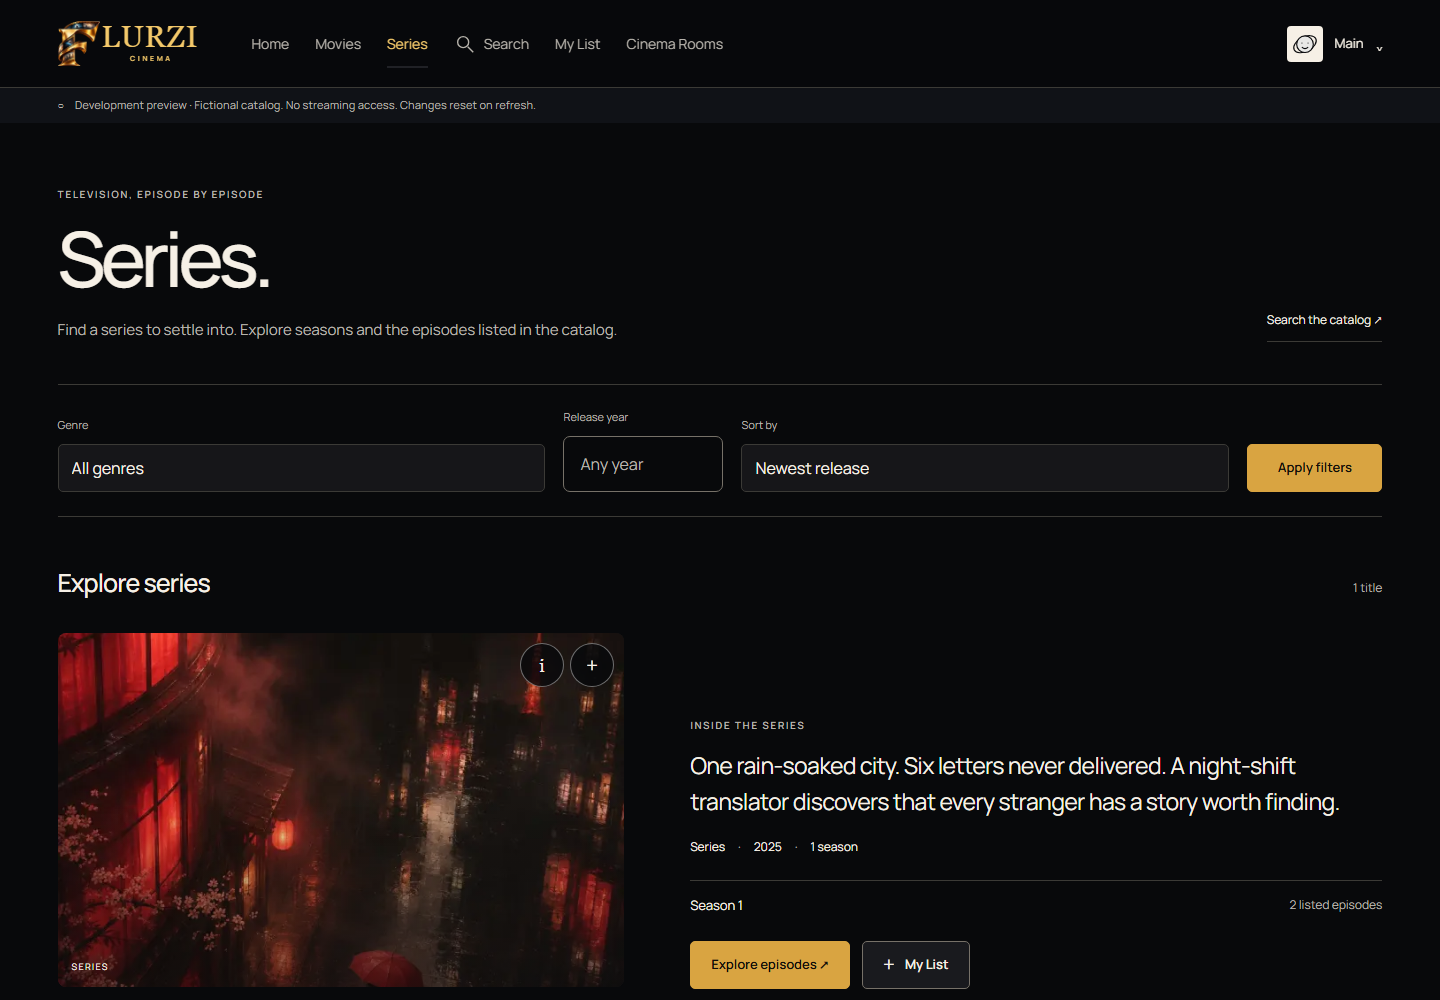 FLURZI
CINEMA
Home
Movies
Series
Search
My List
Cinema Rooms
Main
Development preview · Fictional catalog. No streaming access. Changes reset on refresh.
TELEVISION, EPISODE BY EPISODE
Series.
Find a series to settle into. Explore seasons and the episodes listed in the catalog.
Search the catalog ↗
Genre
Release year
Sort by
All genres
Any year
Newest release
Apply filters
Explore series
1 title
i +
SERIES
INSIDE THE SERIES
One rain-soaked city. Six letters never delivered. A night-shift
translator discovers that every stranger has a story worth finding.
Series · 2025 · 1 season
Season 1
2 listed episodes
Explore episodes ↗
+ My List